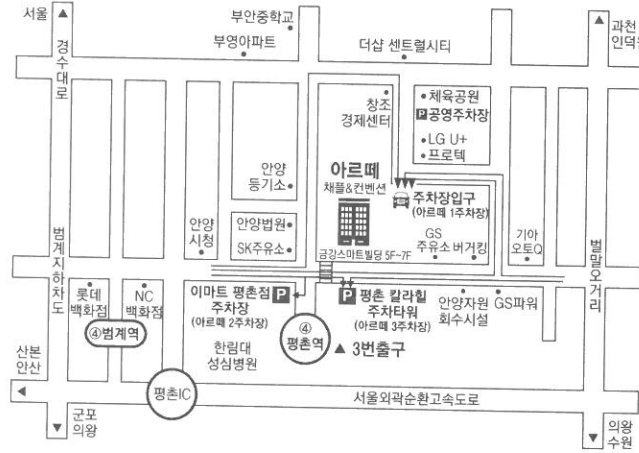 서울
경수대로
부안중학교
부영아파트
더샵 센트럴시티
과천
인덕원
창조
경제센터
체육공원
P 공영주차장
LG U+
프로텍
안양
등기소
아르떼
채플&컨벤션
주차장입구
(아르떼 1주차장)
안양
시청
안양법원
SK주유소
GS
주유소
버거킹
기아
오토Q
금강스마트빌딩 5F~7F
범계지하차도
벌말오거리
롯데
백화점
NC
백화점
이마트 평촌점
주차장
(아르떼 2주차장)
P
P
평촌 칼라힐
주차타워
(아르떼 3주차장)
안양자원
회수시설
GS파워
④범계역
④
평촌역
▲ 3번출구
한림대
성심병원
산본
안산
평촌IC
서울외곽순환고속도로
군포
의왕
의왕
수원